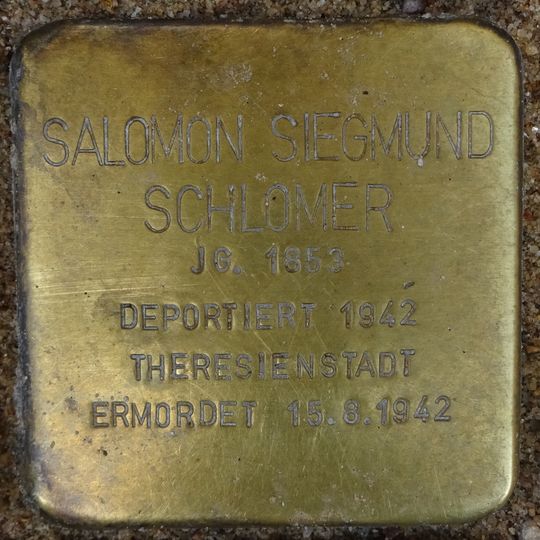 SALOMON SIEGMUND
SCHLOMER
JG. 1853
DEPORTIERT 1942
THERESIENSTADT
ERMORDET 15.8.1942